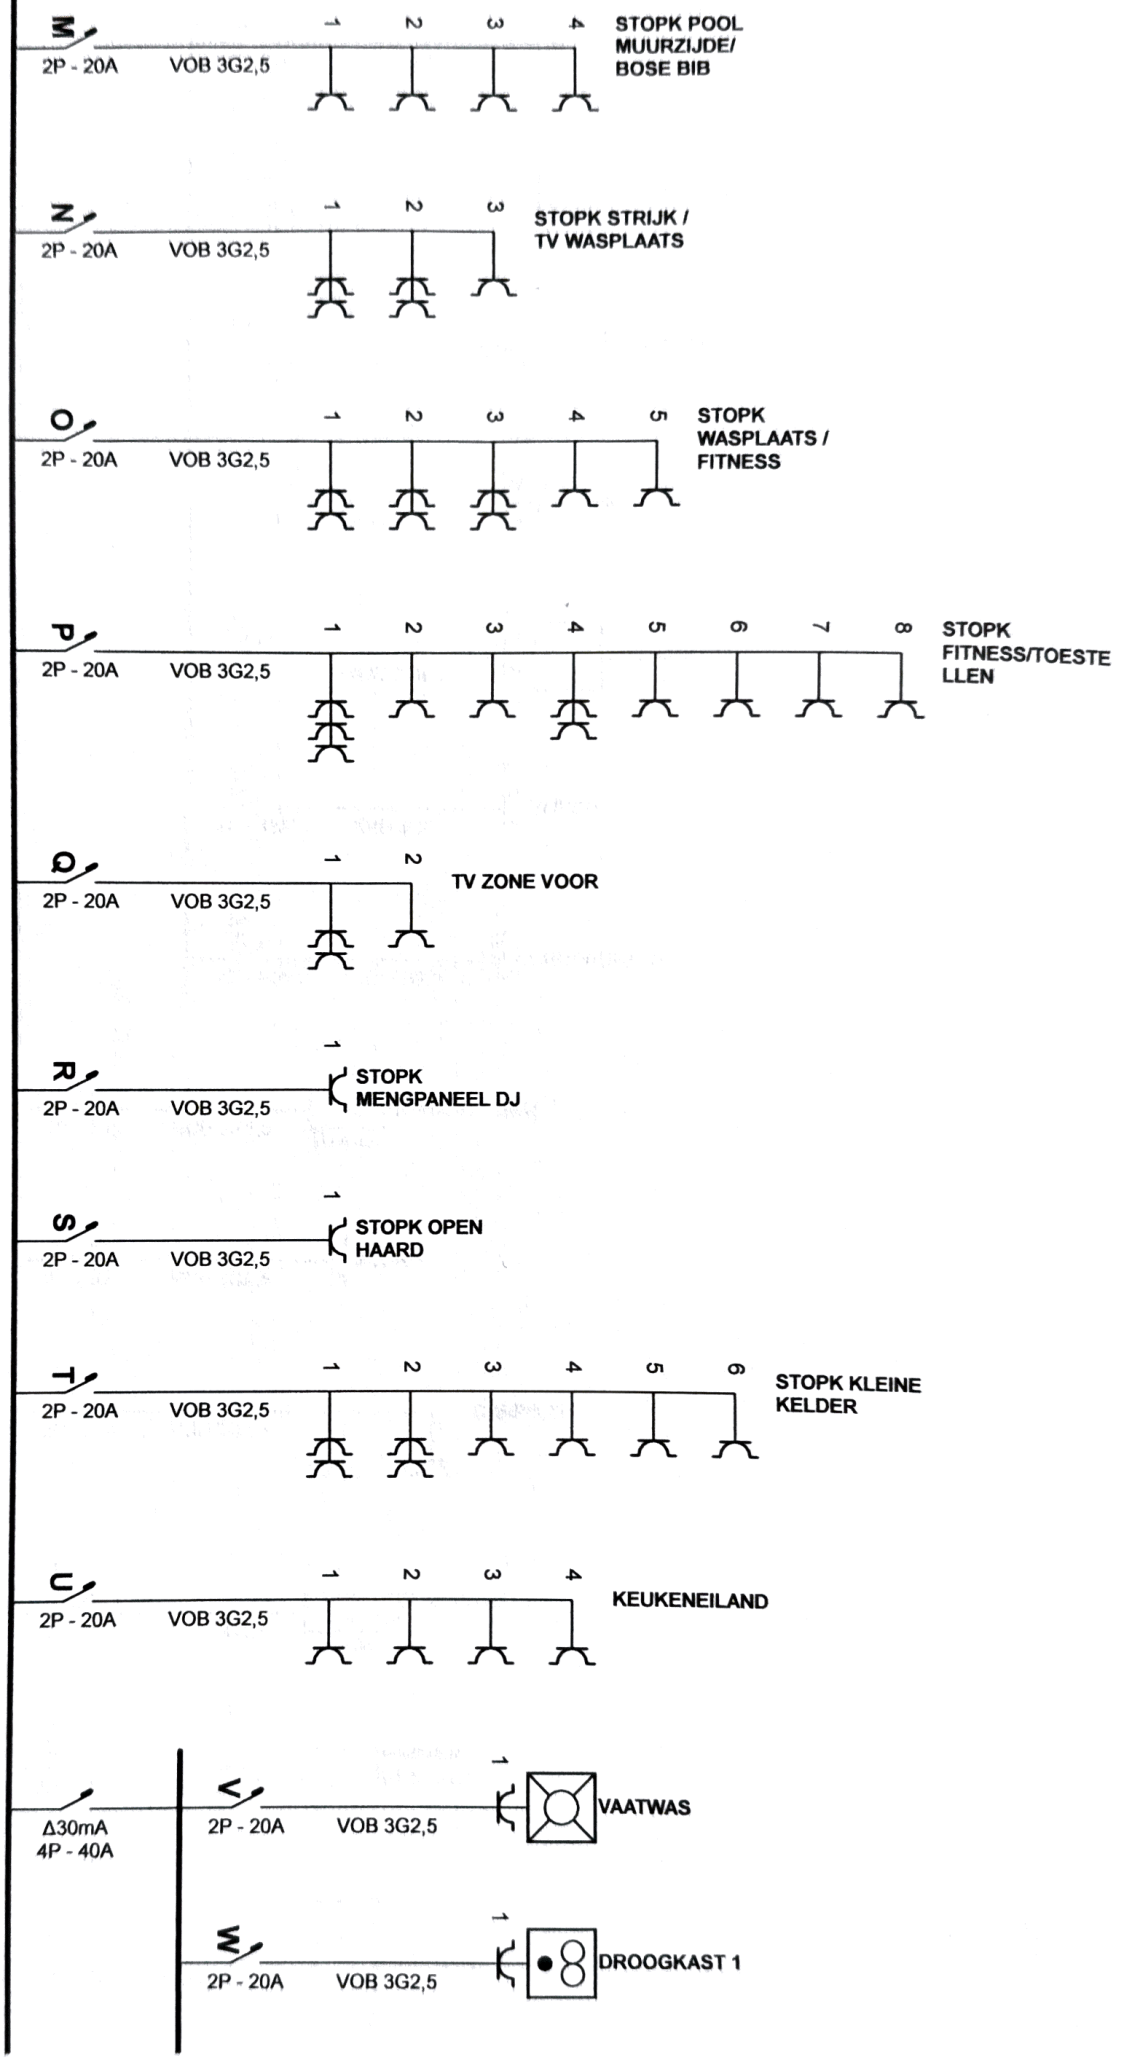 M
1 2 3 4
STOPK POOL
MUURZIJDE/
BOSE BIB
2P - 20A VOB 3G2,5
N
1 2 3
STOPK STRIJK /
TV WASPLAATS
2P - 20A VOB 3G2,5
O
1 2 3 4 5
STOPK
WASPLAATS /
FITNESS
2P - 20A VOB 3G2,5
P
1 2 3 4 5 6 7 8
STOPK
FITNESS/TOESTE
LLEN
2P - 20A VOB 3G2,5
Q
1 2
TV ZONE VOOR
2P - 20A VOB 3G2,5
R
1
STOPK
MENGPANEEL DJ
2P - 20A VOB 3G2,5
S
1
STOPK OPEN
HAARD
2P - 20A VOB 3G2,5
T
1 2 3 4 5 6
STOPK KLEINE
KELDER
2P - 20A VOB 3G2,5
U
1 2 3 4
KEUKENEILAND
2P - 20A VOB 3G2,5
Δ30mA
4P - 40A
V
1
VAATWAS
2P - 20A VOB 3G2,5
W
1
DROOGKAST 1
2P - 20A VOB 3G2,5